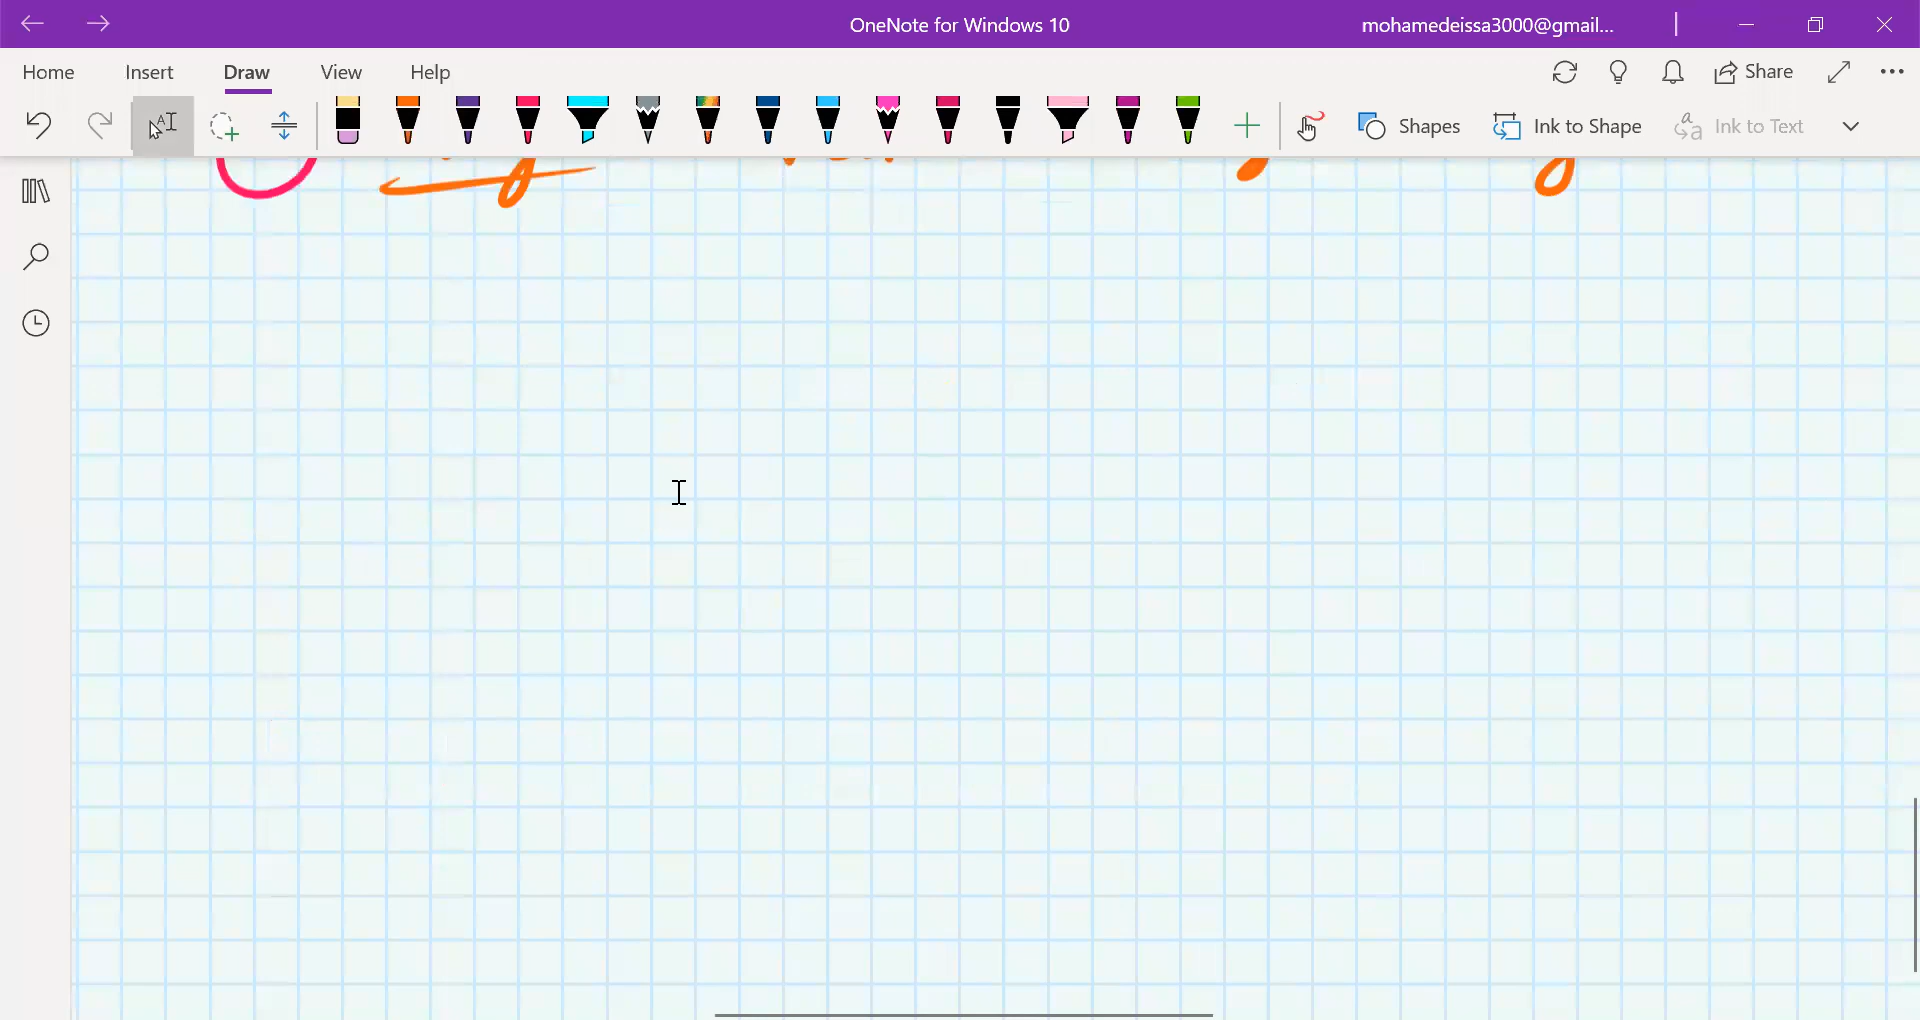 OneNote for Windows 10
mohamedeissa3000@gmail...
Home Insert Draw View Help
Share
Shapes Ink to Shape Ink to Text